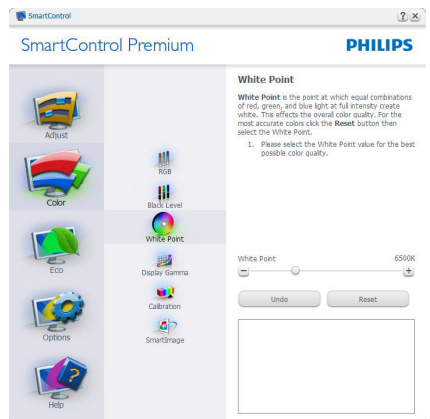 SmartControl
? ×
SmartControl Premium
PHILIPS
Adjust
Color
Eco
Options
Help
RGB
Black Level
White Point
Display Gamma
Calibration
SmartImage
White Point
White Point is the point at which equal combinations
of red, green, and blue light at full intensity create
white. This effects the overall color quality. For the
most accurate colors click the Reset button then
select the White Point.
1. Please select the White Point value for the best
possible color quality.
White Point 6500K
Undo Reset